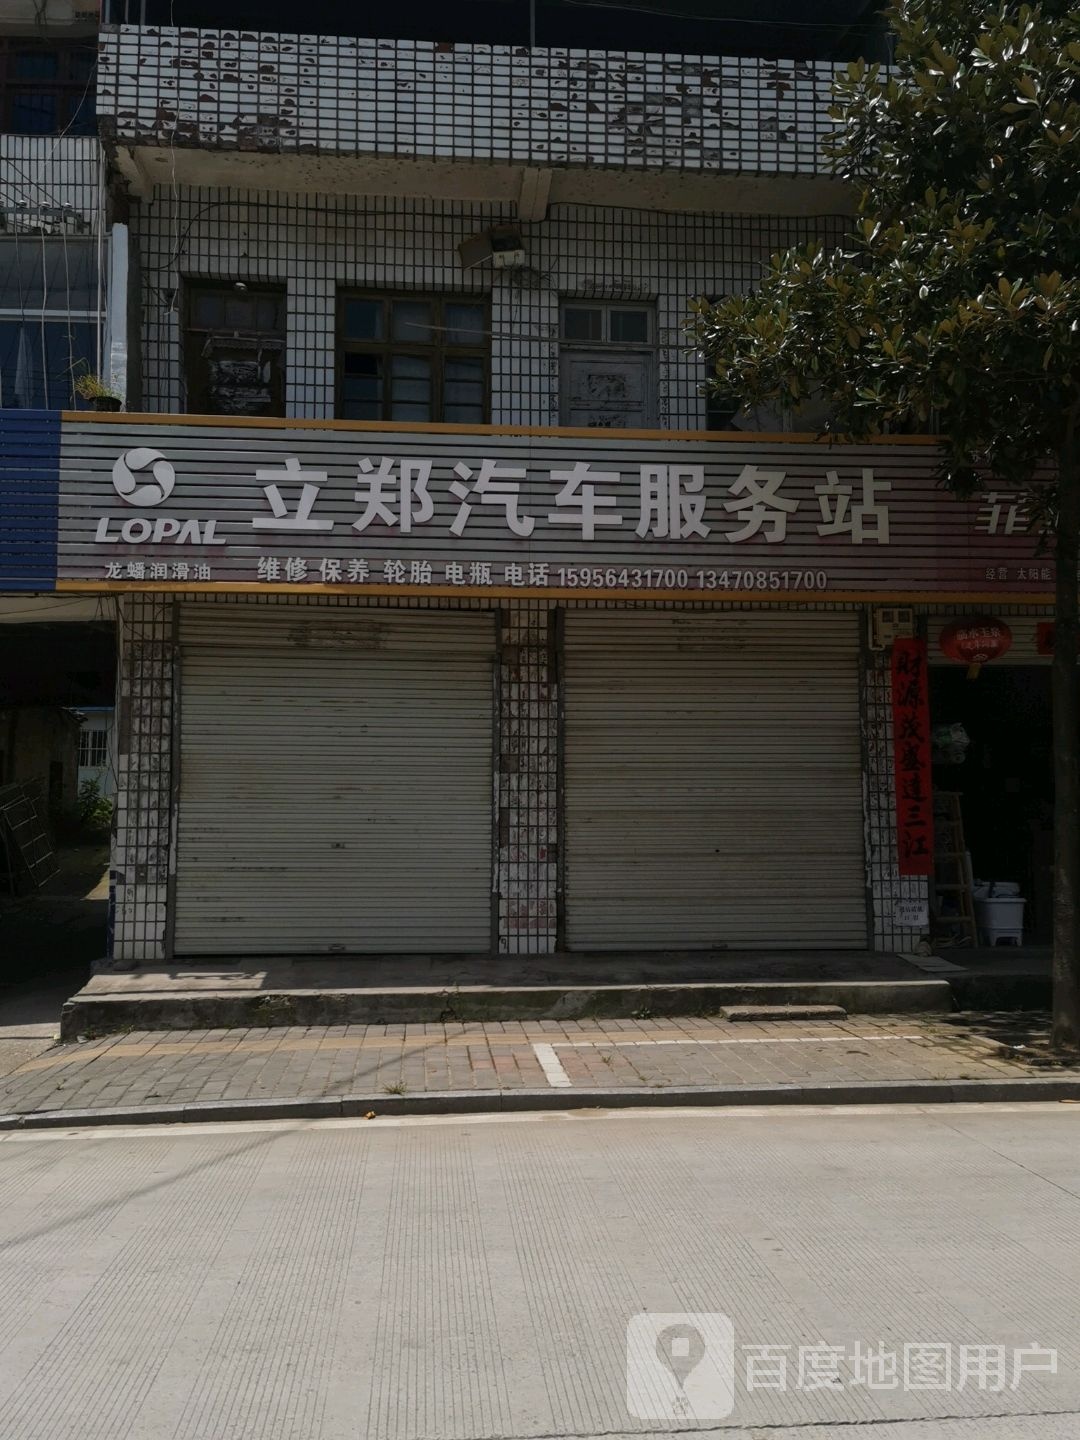 立郑汽车服务站
LOPAL
龙蟠润滑油
维修 保养 轮胎 电瓶 电话 15956431700 13470851700
菲
经营 太阳能
财源茂盛达三江
百度地图用户